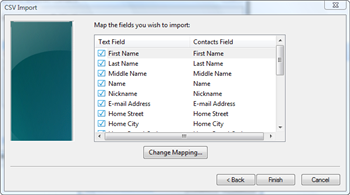 CSV Import
Map the fields you wish to import:
Text Field Contacts Field
First Name First Name
Last Name Last Name
Middle Name Middle Name
Name Name
Nickname Nickname
E-mail Address E-mail Address
Home Street Home Street
Home City Home City
Change Mapping...
< Back Finish Cancel